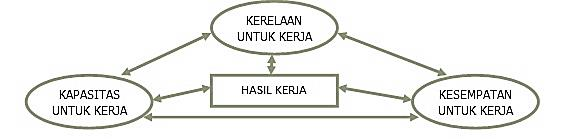 KERELAAN
UNTUK KERJA
KAPASITAS
UNTUK KERJA
HASIL KERJA
KESEMPATAN
UNTUK KERJA